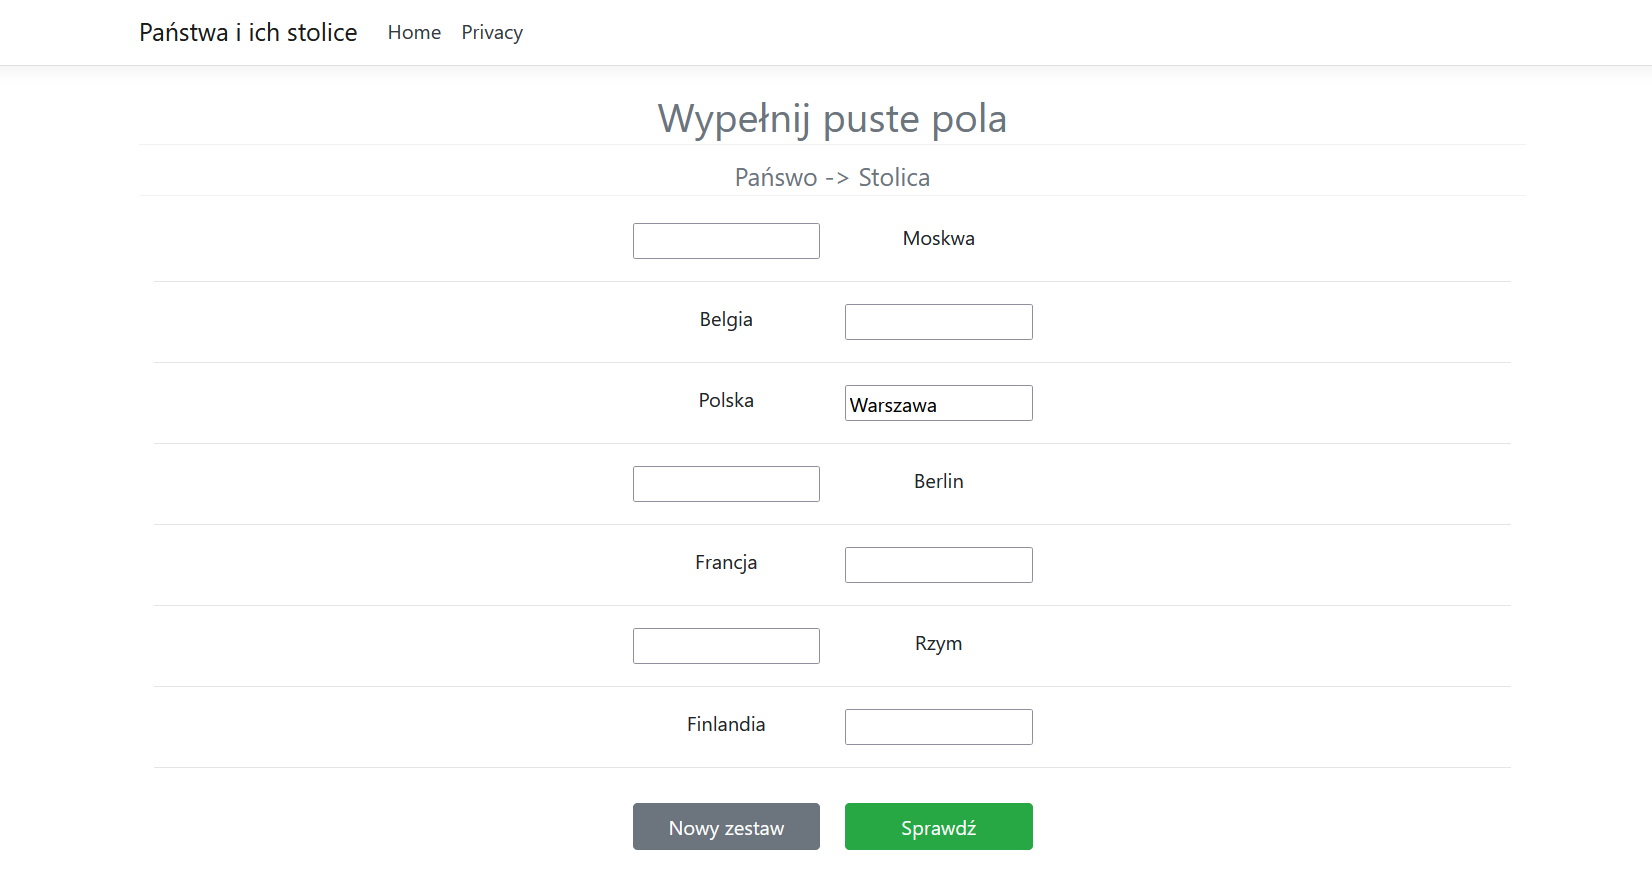 Państwa i ich stolice Home Privacy
Wypełnij puste pola
Pańswo -> Stolica
Moskwa
Belgia
Polska Warszawa
Berlin
Francja
Rzym
Finlandia
Nowy zestaw Sprawdź